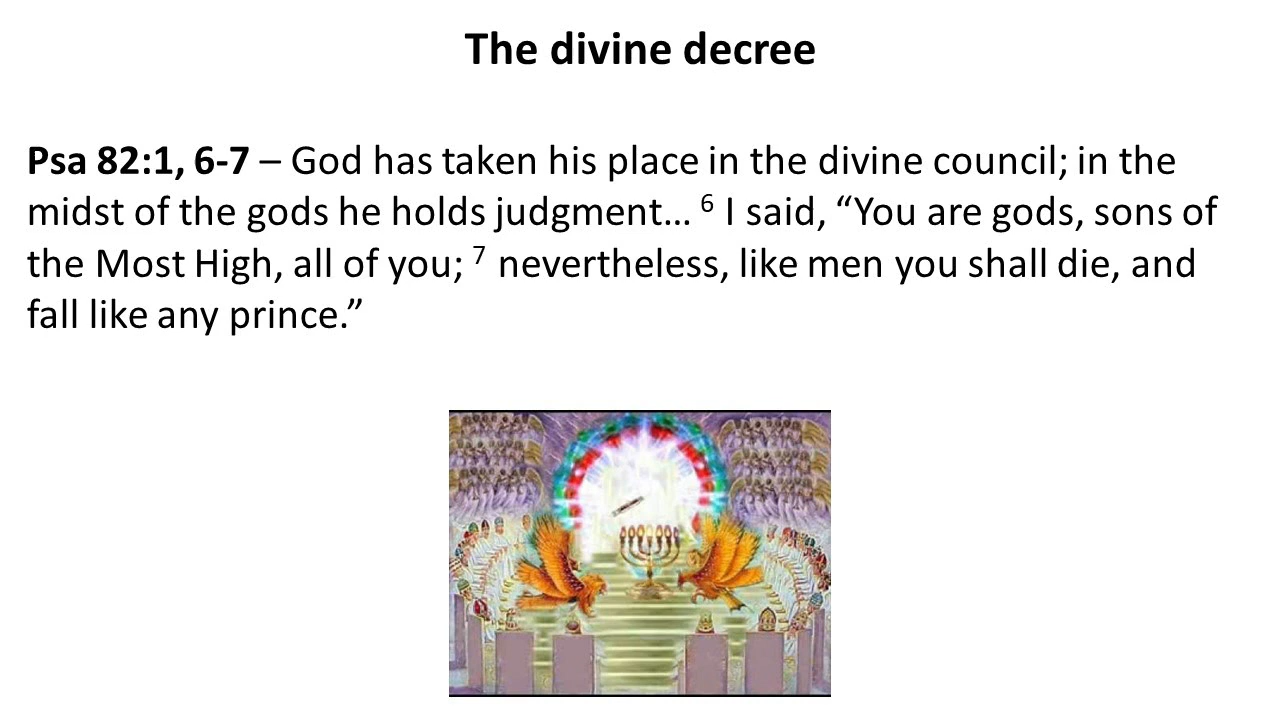 The divine decree
Psa 82:1, 6-7 – God has taken his place in the divine council; in the
midst of the gods he holds judgment… ⁶ I said, “You are gods, sons of
the Most High, all of you; ⁷ nevertheless, like men you shall die, and
fall like any prince.”